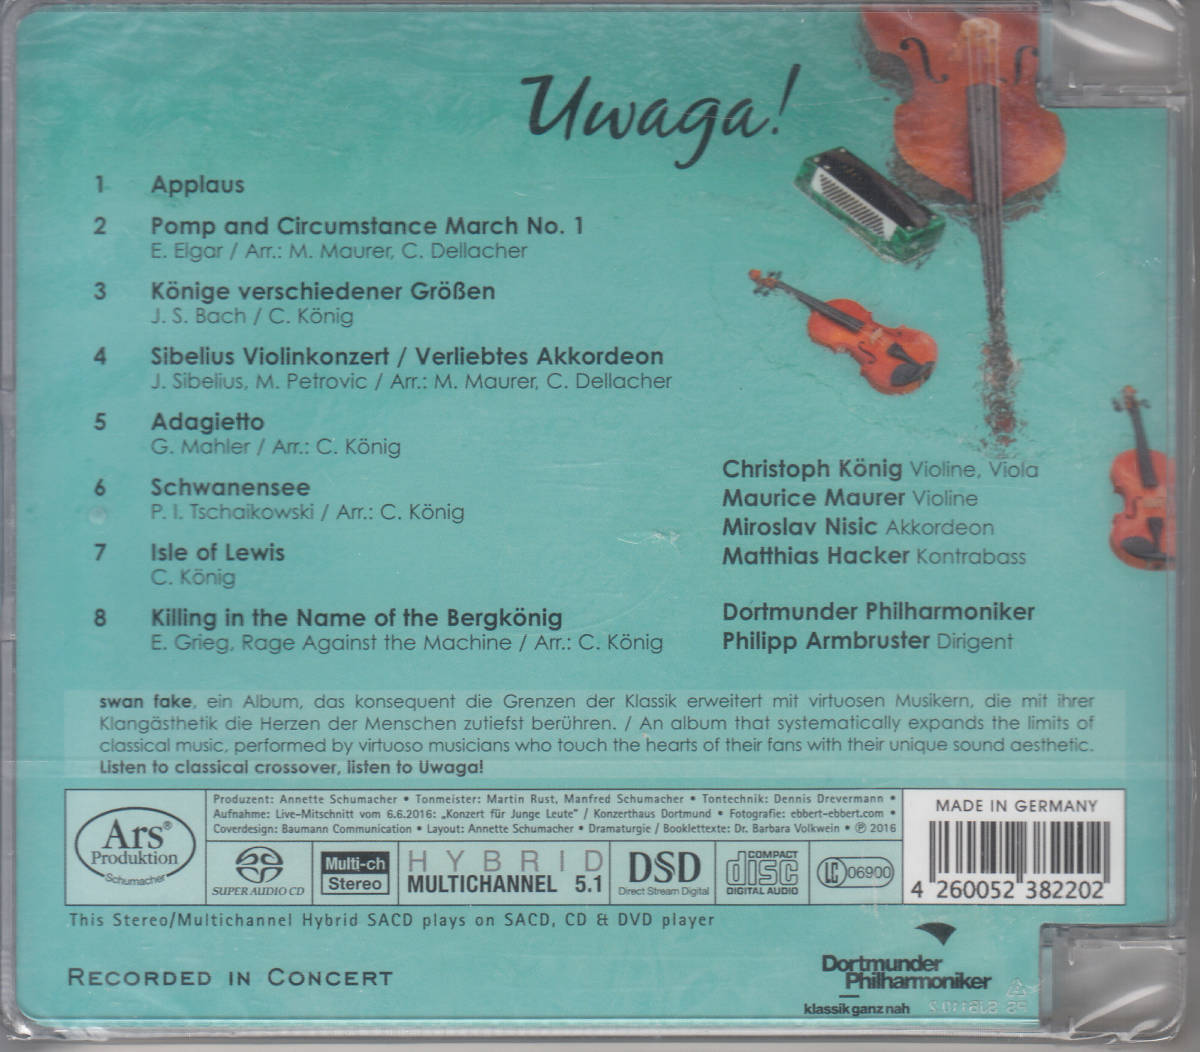 Uwaga!
1 Applaus
2 Pomp and Circumstance March No. 1
E. Elgar / Arr.: M. Maurer, C. Dellacher
3 Könige verschiedener Größen
J. S. Bach / C. König
4 Sibelius Violinkonzert / Verliebtes Akkordeon
J. Sibelius, M. Petrovic / Arr.: M. Maurer, C. Dellacher
5 Adagietto
G. Mahler / Arr.: C. König
6 Schwanensee
P. I. Tschaikowski / Arr.: C. König
7 Isle of Lewis
C. König
8 Killing in the Name of the Bergkönig
E. Grieg, Rage Against the Machine / Arr.: C. König
Christoph König Violine, Viola
Maurice Maurer Violine
Miroslav Nisic Akkordeon
Matthias Hacker Kontrabass
Dortmunder Philharmoniker
Philipp Armbruster Dirigent
swan fake, ein Album, das konsequent die Grenzen der Klassik erweitert mit virtuosen Musikern, die mit ihrer
Klangästhetik die Herzen der Menschen zutiefst berühren. / An album that systematically expands the limits of
classical music, performed by virtuoso musicians who touch the hearts of their fans with their unique sound aesthetic.
Listen to classical crossover, listen to Uwaga!
Ars®
Produktion
Schumacher
Produzent: Annette Schumacher • Tonmeister: Martin Rust, Manfred Schumacher • Tontechnik: Dennis Drevermann •
Aufnahme: Live-Mitschnitt vom 6.6.2016: „Konzert für Junge Leute" / Konzerthaus Dortmund • Fotografie: ebbert-ebbert.com •
Coverdesign: Baumann Communication • Layout: Annette Schumacher • Dramaturgie / Booklettexte: Dr. Barbara Volkwein • ℗ 2016
SUPER AUDIO CD
Multi-ch
Stereo
HYBRID
MULTICHANNEL 5.1
DSD
Direct Stream Digital
COMPACT
disc
DIGITAL AUDIO
LC 06900
MADE IN GERMANY
4 260052 382202
This Stereo/Multichannel Hybrid SACD plays on SACD, CD & DVD player
RECORDED IN CONCERT
Dortmunder
Philharmoniker
klassik ganz nah